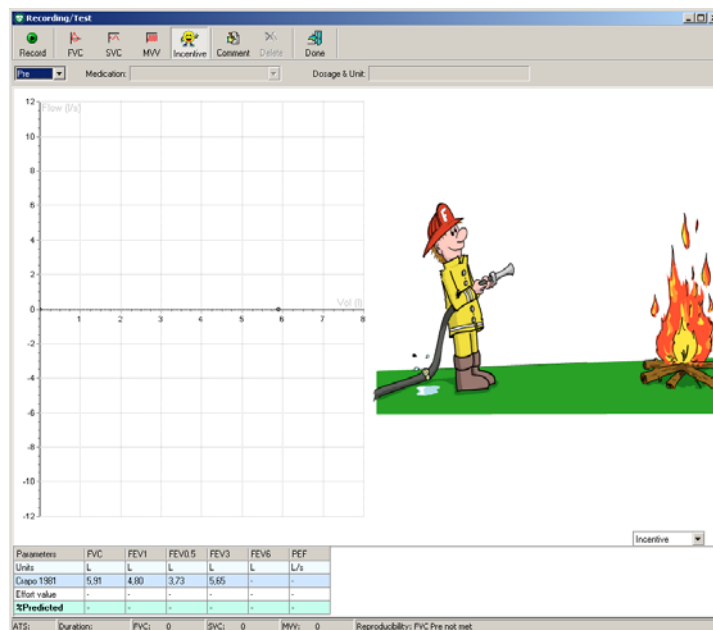 Recording/Test
Record FVC SVC MVV Incentive Comment Delete Done
Pre Medication: Dosage & Unit:
Flow [l/s]
12
10
8
6
4
2
0
Vol (l)
1 2 3 4 5 6 7 8
-2
-4
-6
-8
-10
-12
F
Incentive
Parameters FVC FEV1 FEV0.5 FEV3 FEV6 PEF
Units L L L L L L/s
Crapo 1981 5,91 4,80 3,73 5,65 - -
Effort value - - - - - -
%Predicted - - - - - -
ATS: Duration: FVC: 0 SVC: 0 MVV: 0 Reproducibility: FVC Pre not met